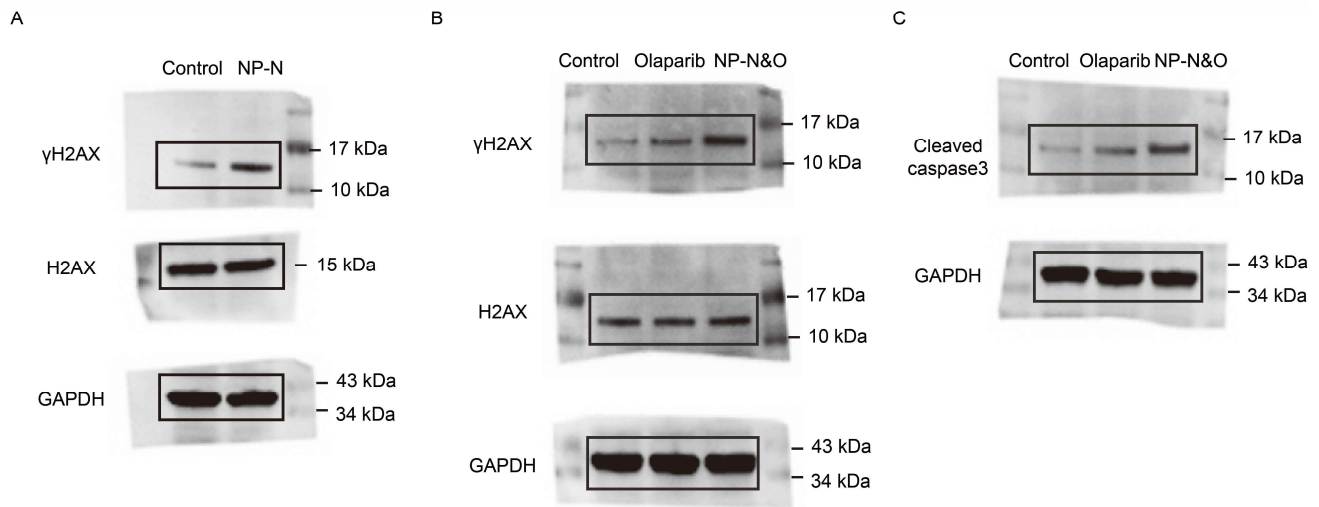 A
Control NP-N
γH2AX
17 kDa
10 kDa
H2AX
15 kDa
GAPDH
43 kDa
34 kDa
B
Control Olaparib NP-N&O
γH2AX
17 kDa
10 kDa
H2AX
17 kDa
10 kDa
GAPDH
43 kDa
34 kDa
C
Control Olaparib NP-N&O
Cleaved
caspase3
17 kDa
10 kDa
GAPDH
43 kDa
34 kDa